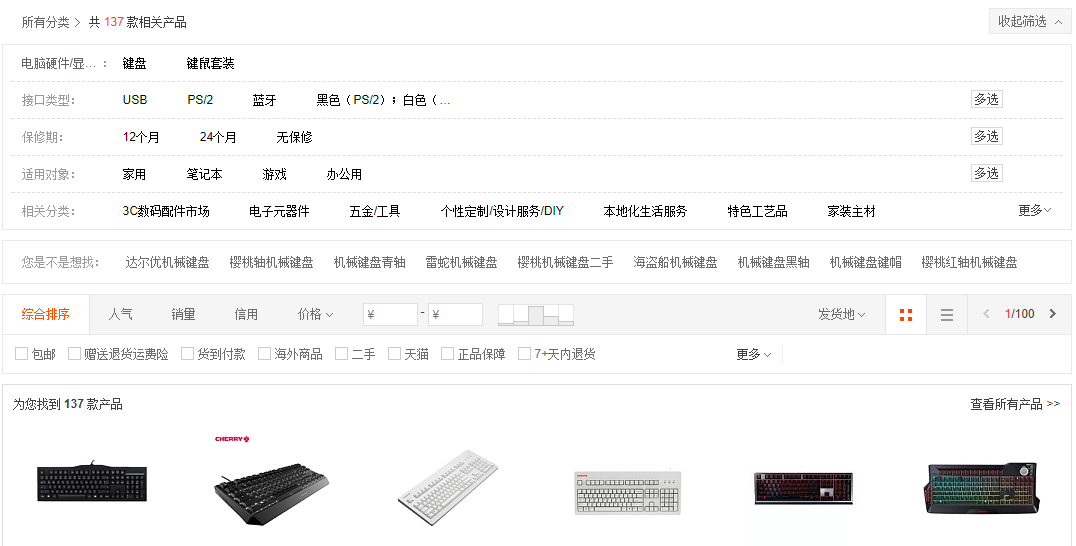 所有分类 > 共 137 款相关产品 收起筛选
电脑硬件/显... : 键盘 键鼠套装
接口类型: USB PS/2 蓝牙 黑色（PS/2）；白色（... 多选
保修期: 12个月 24个月 无保修 多选
适用对象: 家用 笔记本 游戏 办公用 多选
相关分类: 3C数码配件市场 电子元器件 五金/工具 个性定制/设计服务/DIY 本地化生活服务 特色工艺品 家装主材 更多
您是不是想找: 达尔优机械键盘 樱桃轴机械键盘 机械键盘青轴 雷蛇机械键盘 樱桃机械键盘二手 海盗船机械键盘 机械键盘黑轴 机械键盘键帽 樱桃红轴机械键盘
综合排序 人气 销量 信用 价格 ¥ - ¥ 发货地 < 1/100 >
包邮 赠送退货运费险 货到付款 海外商品 二手 天猫 正品保障 7+天内退货 更多
为您找到 137 款产品 查看所有产品 >>
CHERRY